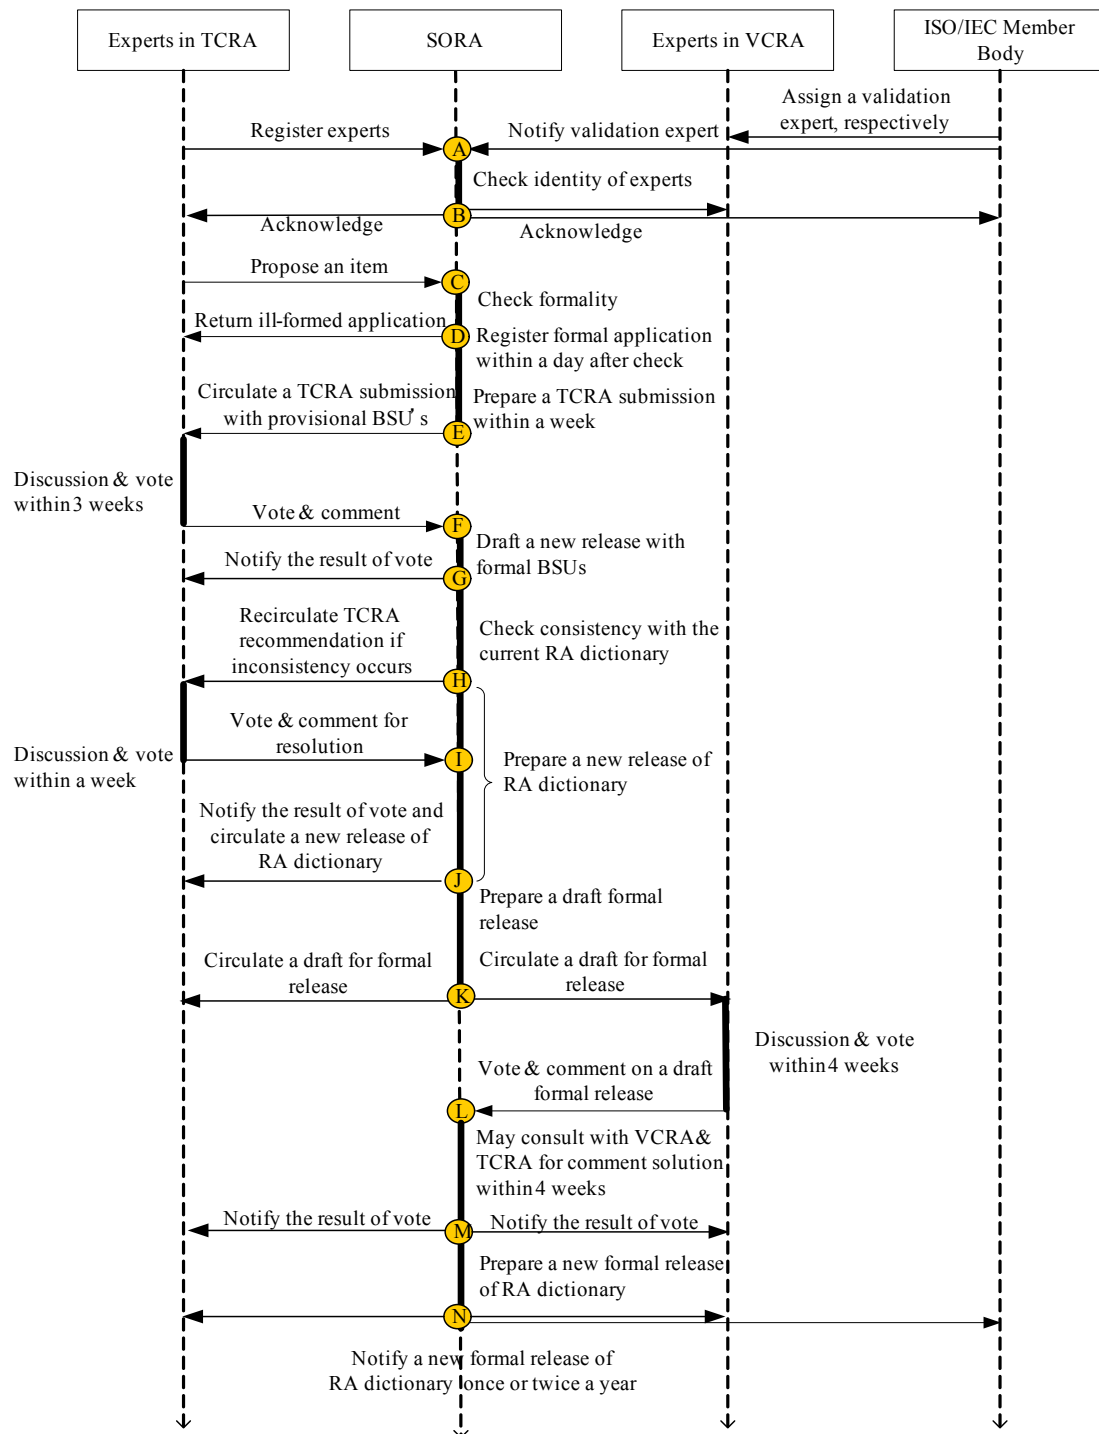 Experts in TCRA
SORA
Experts in VCRA
ISO/IEC Member
Body
Assign a validation
expert, respectively
Register experts
Notify validation expert
A
Check identity of experts
B
Acknowledge
Acknowledge
Propose an item
C
Check formality
Return ill-formed application
D
Register formal application
within a day after check
Circulate a TCRA submission
with provisional BSU's
Prepare a TCRA submission
within a week
E
Discussion & vote
within 3 weeks
Vote & comment
F
Draft a new release with
formal BSUs
Notify the result of vote
G
Recirculate TCRA
recommendation if
inconsistency occurs
Check consistency with the
current RA dictionary
H
Vote & comment for
resolution
Discussion & vote
within a week
I
Prepare a new release of
RA dictionary
Notify the result of vote and
circulate a new release of
RA dictionary
J
Prepare a draft formal
release
Circulate a draft for formal
release
Circulate a draft for formal
release
K
Discussion & vote
within 4 weeks
Vote & comment on a draft
formal release
L
May consult with VCRA&
TCRA for comment solution
within 4 weeks
Notify the result of vote
M
Notify the result of vote
Prepare a new formal release
of RA dictionary
N
Notify a new formal release of
RA dictionary once or twice a year